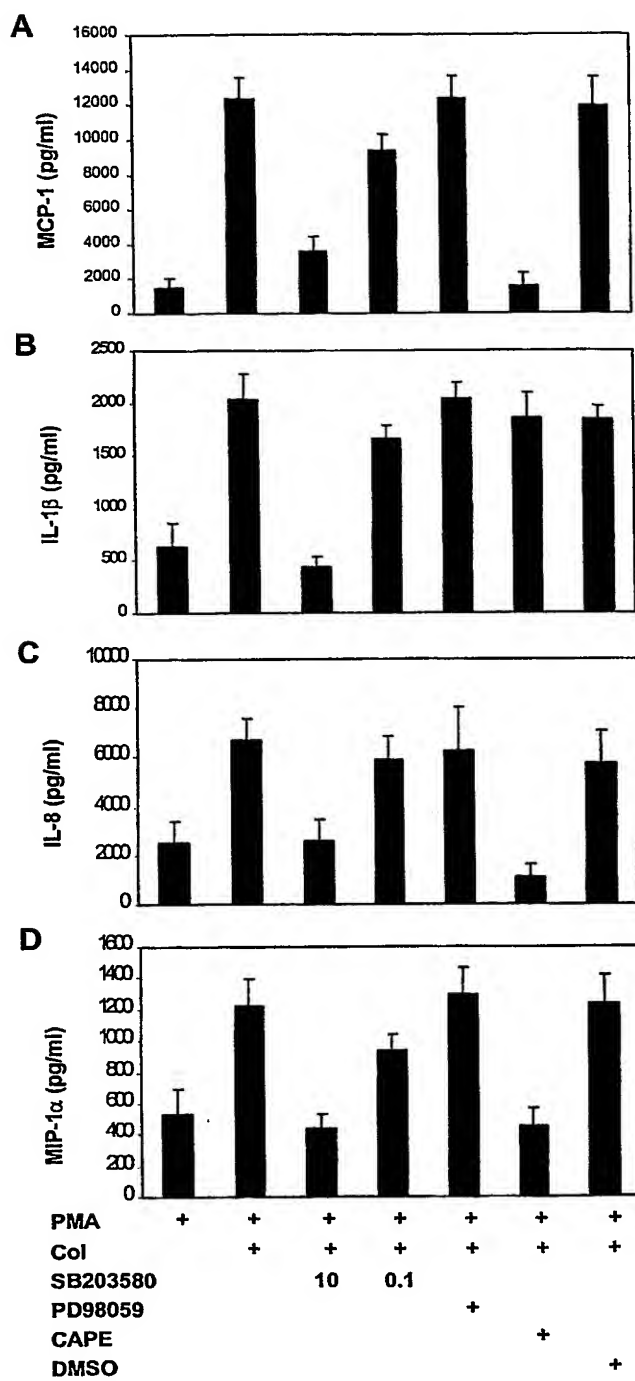 A
MCP-1 (pg/ml)
16000
14000
12000
10000
8000
6000
4000
2000
0
B
IL-1β (pg/ml)
2500
2000
1500
1000
500
0
C
IL-8 (pg/ml)
10000
8000
6000
4000
2000
0
D
MIP-1α (pg/ml)
1600
1400
1200
1000
800
600
400
200
0
PMA + + + + + + +
Col + + + + + +
SB203580 10 0.1
PD98059 +
CAPE +
DMSO +